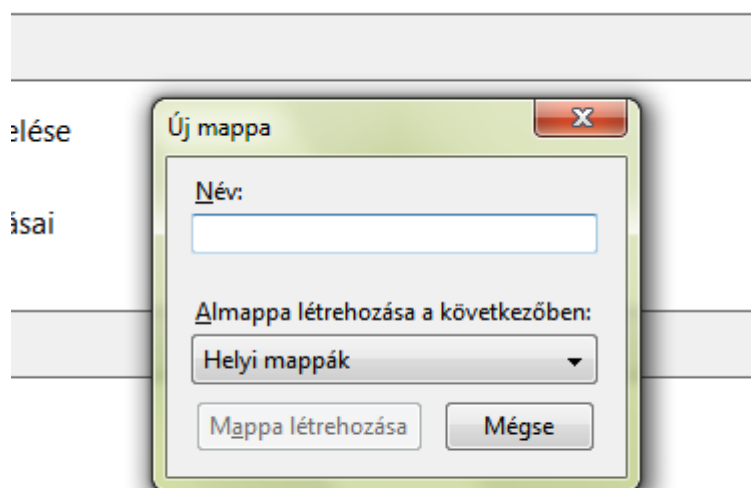 elése
Új mappa
Név:
ásai
Almappa létrehozása a következőben:
Helyi mappák
Mappa létrehozása Mégse